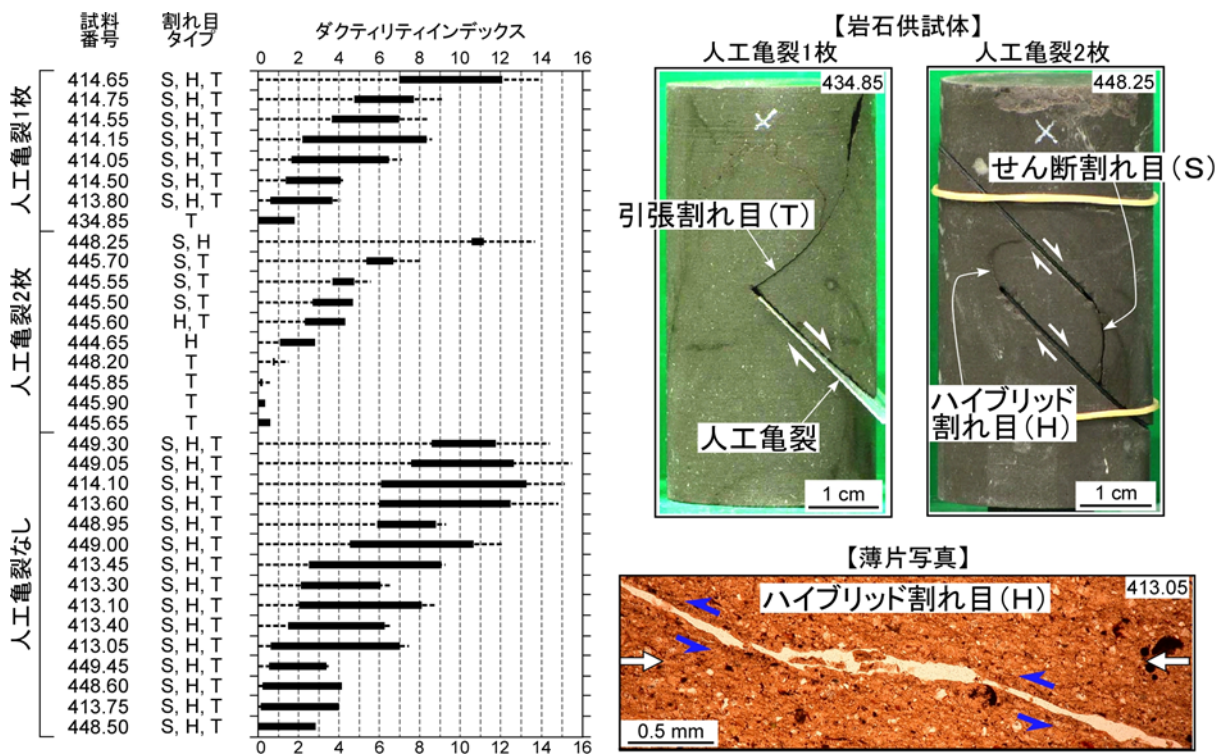 試料
番号
割れ目
タイプ
ダクティリティインデックス
0 2 4 6 8 10 12 14 16
人工亀裂1枚
414.65 S, H, T
414.75 S, H, T
414.55 S, H, T
414.15 S, H, T
414.05 S, H, T
414.50 S, H, T
413.80 S, H, T
434.85 T
人工亀裂2枚
448.25 S, H
445.70 S, T
445.55 S, T
445.50 S, T
445.60 H, T
444.65 H
448.20 T
445.85 T
445.90 T
445.65 T
人工亀裂なし
449.30 S, H, T
449.05 S, H, T
414.10 S, H, T
413.60 S, H, T
448.95 S, H, T
449.00 S, H, T
413.45 S, H, T
413.30 S, H, T
413.10 S, H, T
413.40 S, H, T
413.05 S, H, T
449.45 S, H, T
448.60 S, H, T
413.75 S, H, T
448.50 S, H, T
0 2 4 6 8 10 12 14 16
【岩石供試体】
人工亀裂1枚
434.85
引張割れ目(T)
人工亀裂
1 cm
人工亀裂2枚
448.25
せん断割れ目(S)
ハイブリッド
割れ目(H)
1 cm
【薄片写真】
ハイブリッド割れ目(H)
413.05
0.5 mm